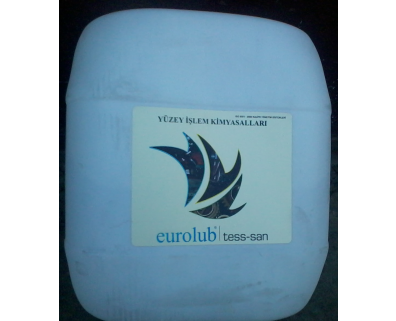 YÜZEY İŞLEM KİMYASALLARI
eurolub® tess-san